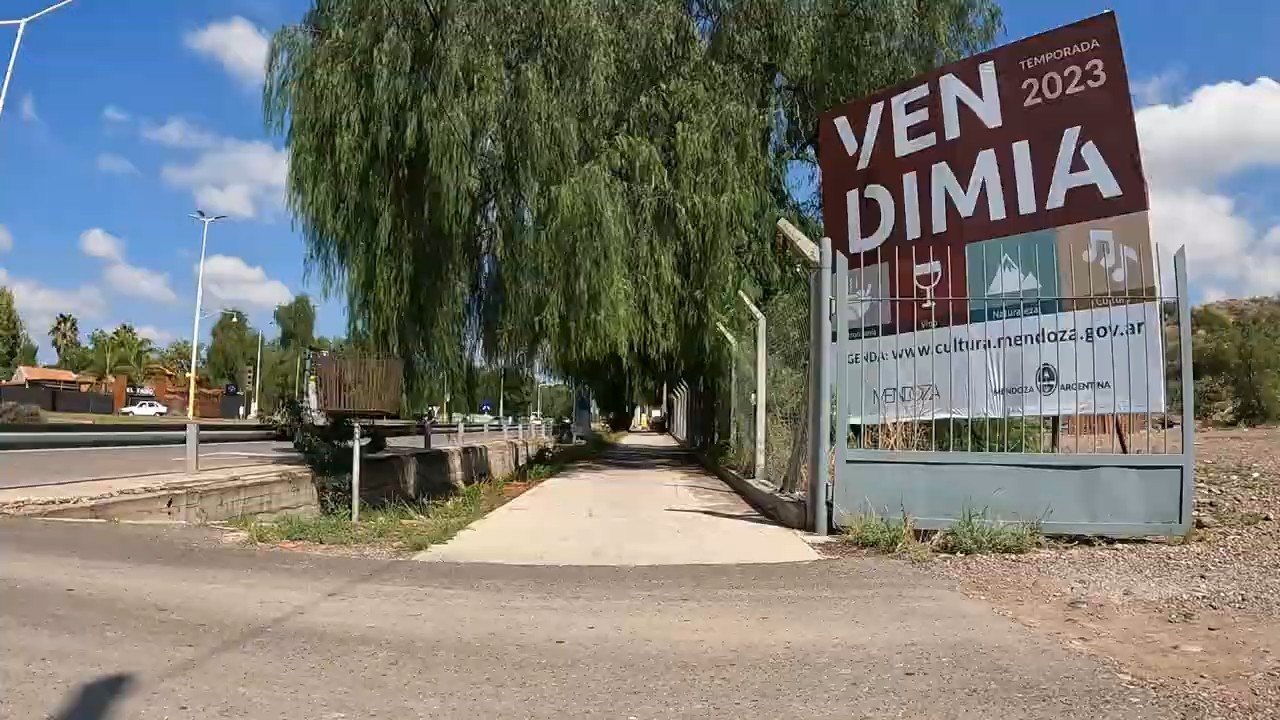 TEMPORADA
2023
VEN
DIMIA
Vino
Naturaleza
Cultura
GENDA: www.cultura.mendoza.gov.ar
MENDOZA
MENDOZA ARGENTINA